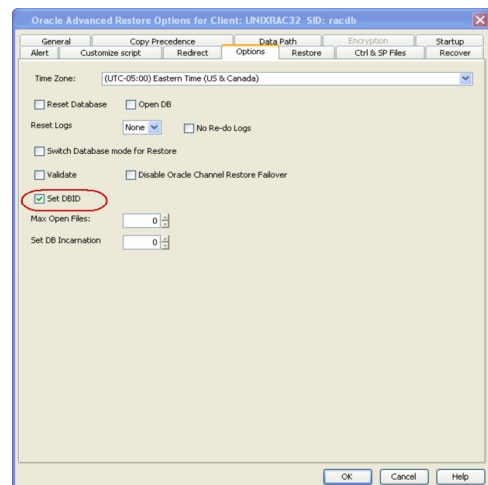 Oracle Advanced Restore Options for Client: UNIXRAC32 SID: racdb
General Copy Precedence Data Path Encryption Startup
Alert Customize script Redirect Options Restore Ctrl & SP Files Recover
Time Zone: (UTC-05:00) Eastern Time (US & Canada)
Reset Database Open DB
Reset Logs None No Re-do Logs
Switch Database mode for Restore
Validate Disable Oracle Channel Restore Failover
Set DBID
Max Open Files: 0
Set DB Incarnation 0
OK Cancel Help